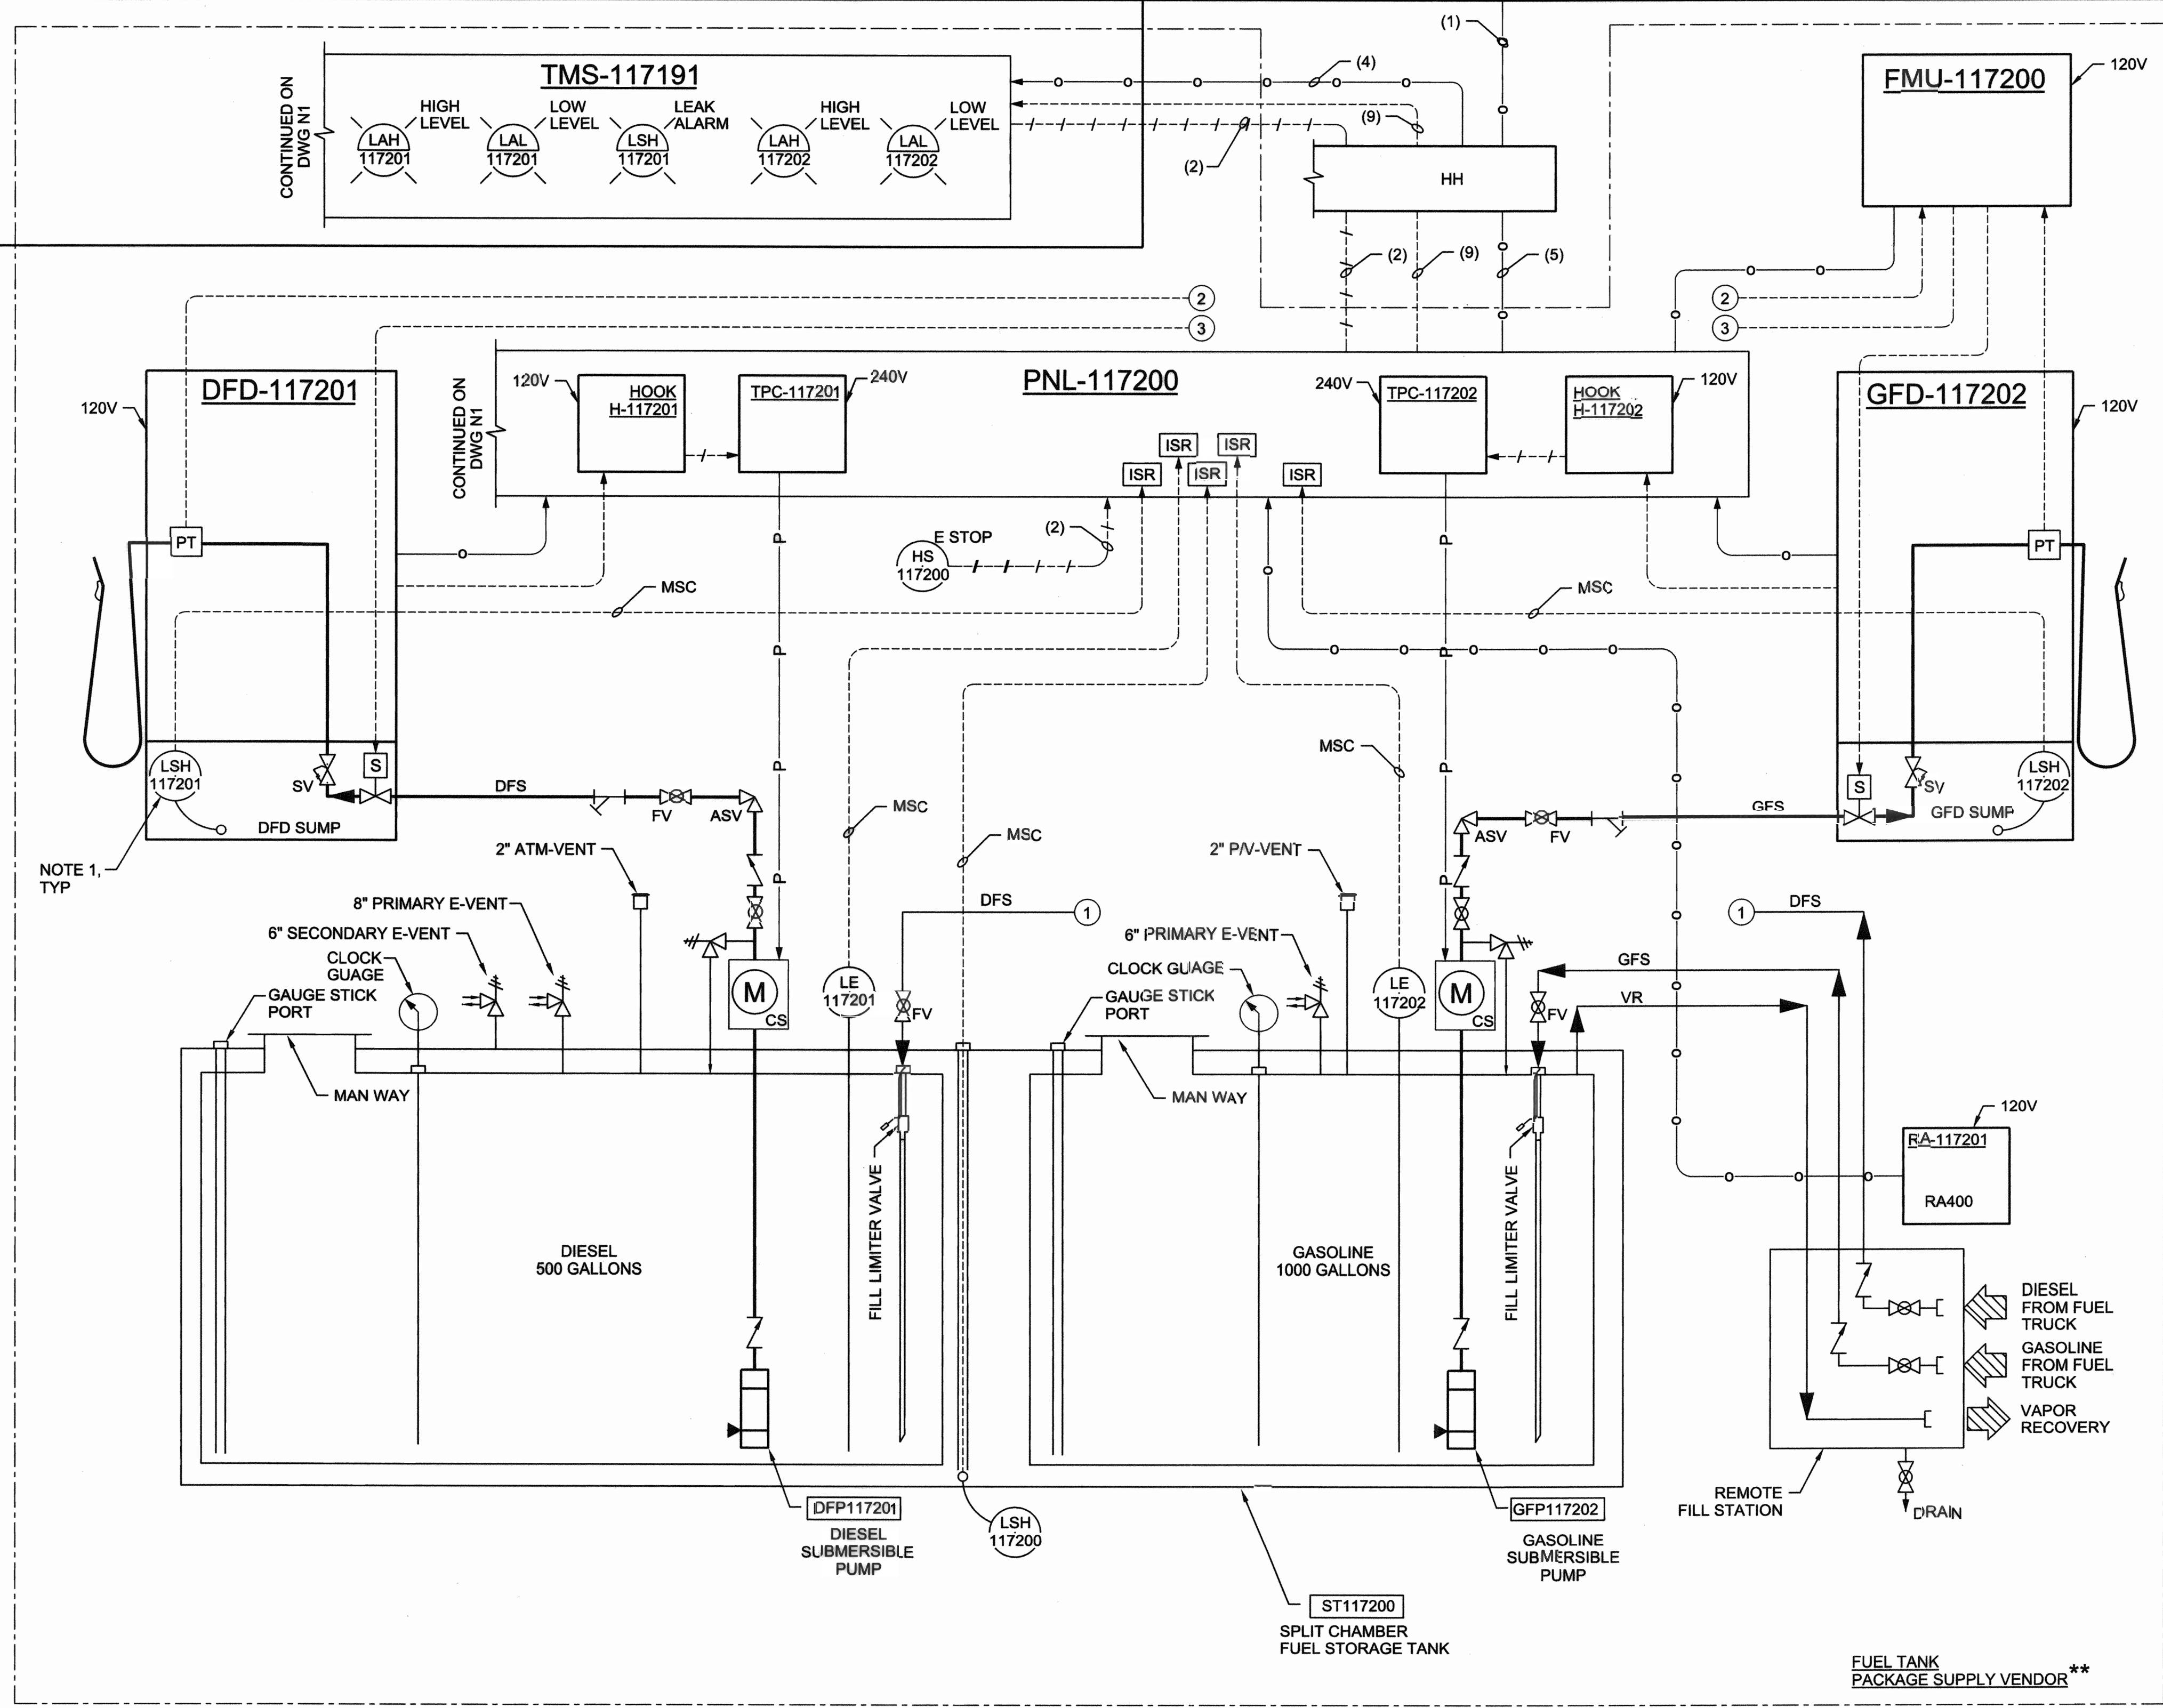 CONTINUED ON
DWG N1
TMS-117191
HIGH
LEVEL
LAH
117201
LOW
LEVEL
LAL
117201
LEAK
ALARM
LSH
117201
HIGH
LEVEL
LAH
117202
LOW
LEVEL
LAL
117202
(1)
(4)
(9)
(2)
HH
(2)
(9)
(5)
FMU-117200
120V
2
3
2
3
DFD-117201
120V
PT
LSH
117201
SV
S
DFD SUMP
NOTE 1,
TYP
CONTINUED ON
DWG N1
PNL-117200
120V
HOOK
H-117201
TPC-117201
240V
240V
TPC-117202
HOOK
H-117202
120V
ISR
ISR
ISR
ISR
ISR
E STOP
HS
117200
(2)
MSC
MSC
GFD-117202
120V
PT
S
SV
LSH
117202
GFD SUMP
P
P
P
P
P
P
P
P
DFS
FV
ASV
MSC
MSC
MSC
ASV
FV
GFS
2" ATM-VENT
8" PRIMARY E-VENT
6" SECONDARY E-VENT
CLOCK
GUAGE
GAUGE STICK
PORT
MAN WAY
M
CS
LE
117201
DFS
1
FV
FILL LIMITER VALVE
DIESEL
500 GALLONS
2" P/V-VENT
6" PRIMARY E-VENT
CLOCK GUAGE
GAUGE STICK
PORT
MAN WAY
LE
117202
M
CS
GFS
FV
VR
1
DFS
FILL LIMITER VALVE
GASOLINE
1000 GALLONS
120V
RA-117201
RA400
DIESEL
FROM FUEL
TRUCK
GASOLINE
FROM FUEL
TRUCK
VAPOR
RECOVERY
REMOTE
FILL STATION
DRAIN
DFP117201
DIESEL
SUBMERSIBLE
PUMP
LSH
117200
GFP117202
GASOLINE
SUBMERSIBLE
PUMP
ST117200
SPLIT CHAMBER
FUEL STORAGE TANK
FUEL TANK
PACKAGE SUPPLY VENDOR**